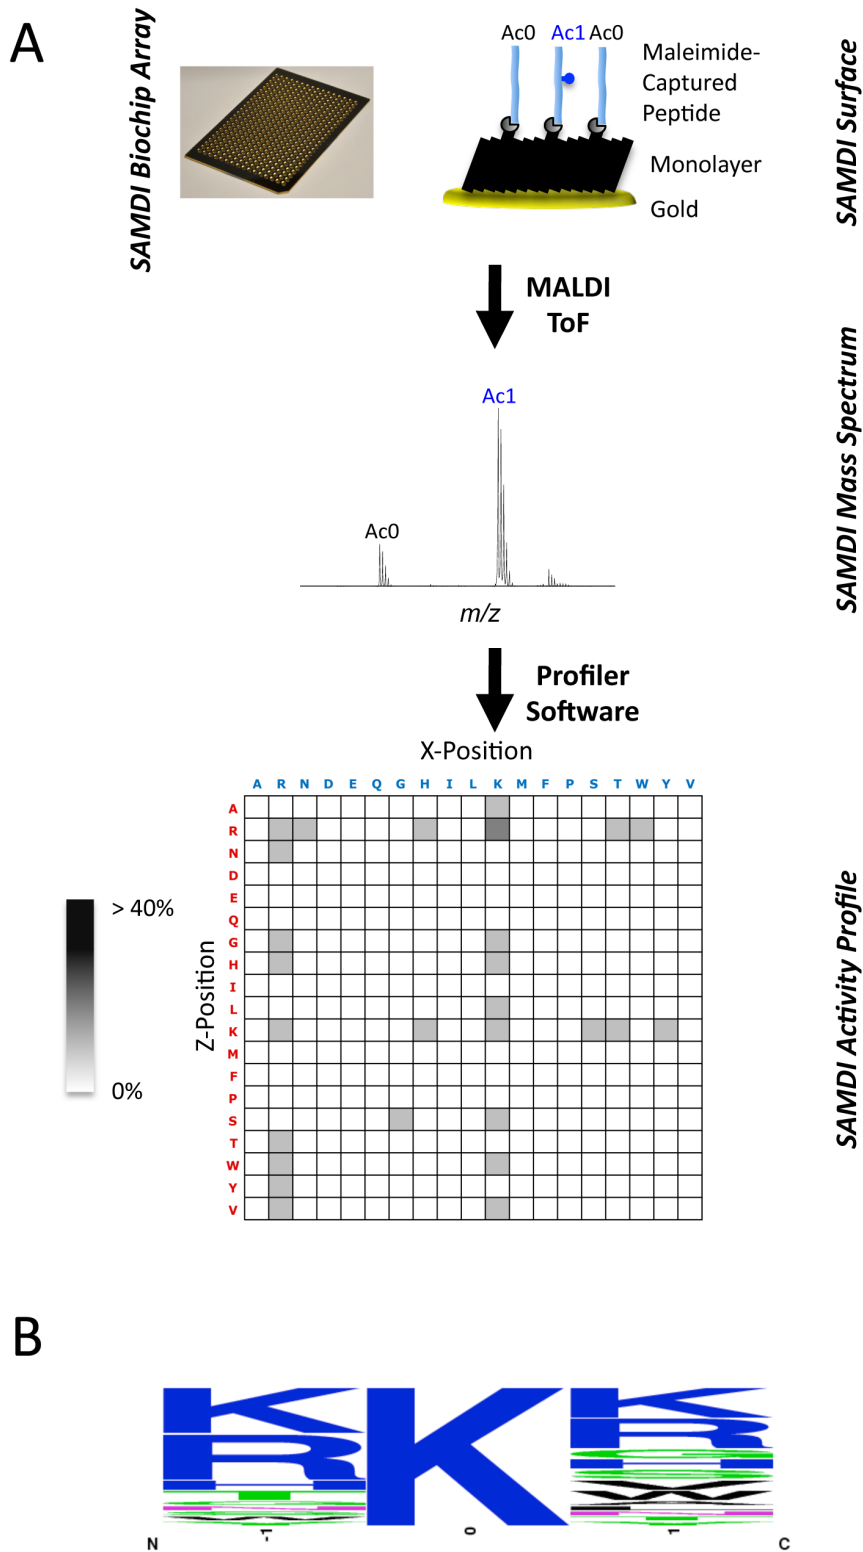 A
SAMDI Biochip Array
Ac0 Ac1 Ac0
Maleimide-
Captured
Peptide
Monolayer
Gold
SAMDI Surface
MALDI
ToF
Ac1
Ac0
m/z
SAMDI Mass Spectrum
Profiler
Software
X-Position
A R N D E Q G H I L K M F P S T W Y V
Z-Position
A
R
N
D
E
Q
G
H
I
L
K
M
F
P
S
T
W
Y
V
> 40%
0%
SAMDI Activity Profile
B
K K K
R R
N -1 0 1 C